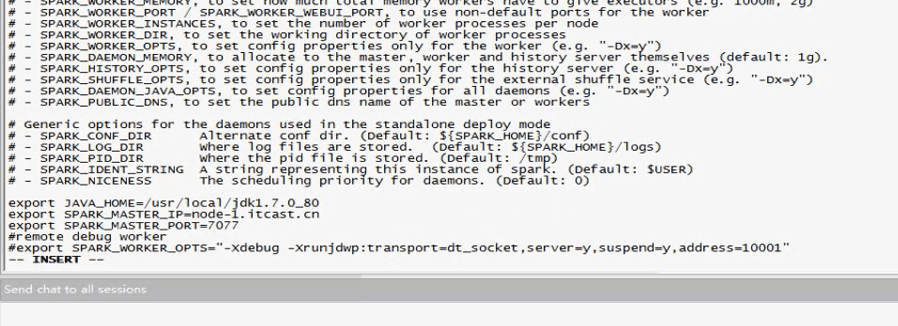 # - SPARK_WORKER_MEMORY, to set how much total memory workers have to give executors (e.g. 1000m, 2g)
# - SPARK_WORKER_PORT / SPARK_WORKER_WEBUI_PORT, to use non-default ports for the worker
# - SPARK_WORKER_INSTANCES, to set the number of worker processes per node
# - SPARK_WORKER_DIR, to set the working directory of worker processes
# - SPARK_WORKER_OPTS, to set config properties only for the worker (e.g. "-Dx=y")
# - SPARK_DAEMON_MEMORY, to allocate to the master, worker and history server themselves (default: 1g).
# - SPARK_HISTORY_OPTS, to set config properties only for the history server (e.g. "-Dx=y")
# - SPARK_SHUFFLE_OPTS, to set config properties only for the external shuffle service (e.g. "-Dx=y")
# - SPARK_DAEMON_JAVA_OPTS, to set config properties for all daemons (e.g. "-Dx=y")
# - SPARK_PUBLIC_DNS, to set the public dns name of the master or workers
# Generic options for the daemons used in the standalone deploy mode
# - SPARK_CONF_DIR Alternate conf dir. (Default: ${SPARK_HOME}/conf)
# - SPARK_LOG_DIR Where log files are stored. (Default: ${SPARK_HOME}/logs)
# - SPARK_PID_DIR Where the pid file is stored. (Default: /tmp)
# - SPARK_IDENT_STRING A string representing this instance of spark. (Default: $USER)
# - SPARK_NICENESS The scheduling priority for daemons. (Default: 0)
export JAVA_HOME=/usr/local/jdk1.7.0_80
export SPARK_MASTER_IP=node-1.itcast.cn
export SPARK_MASTER_PORT=7077
#remote debug worker
#export SPARK_WORKER_OPTS="-Xdebug -Xrunjdwp:transport=dt_socket,server=y,suspend=y,address=10001"
-- INSERT --
Send chat to all sessions